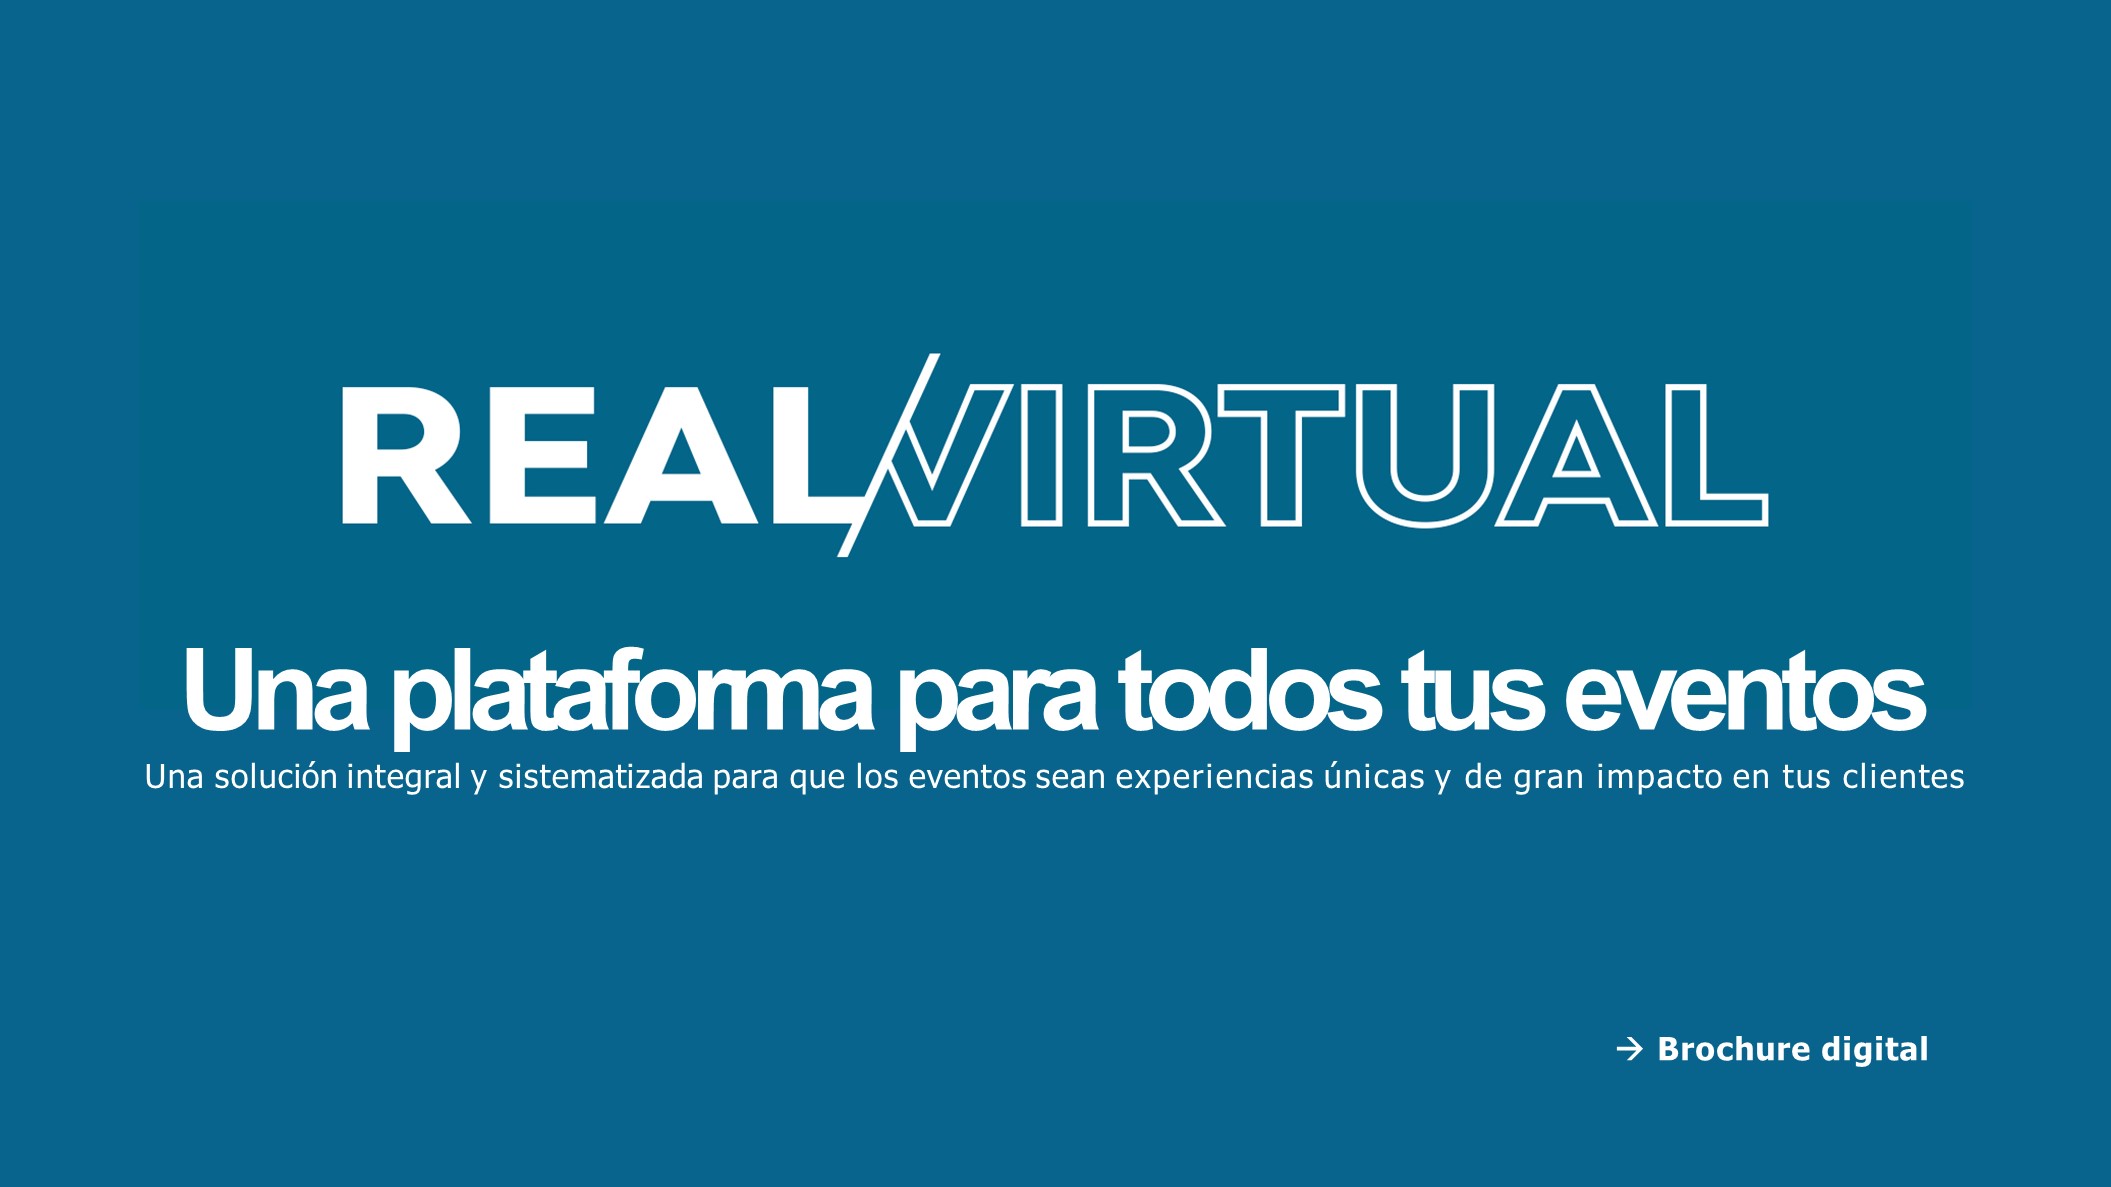 REAL/VIRTUAL
Una plataforma para todos tus eventos
Una solución integral y sistematizada para que los eventos sean experiencias únicas y de gran impacto en tus clientes
→ Brochure digital